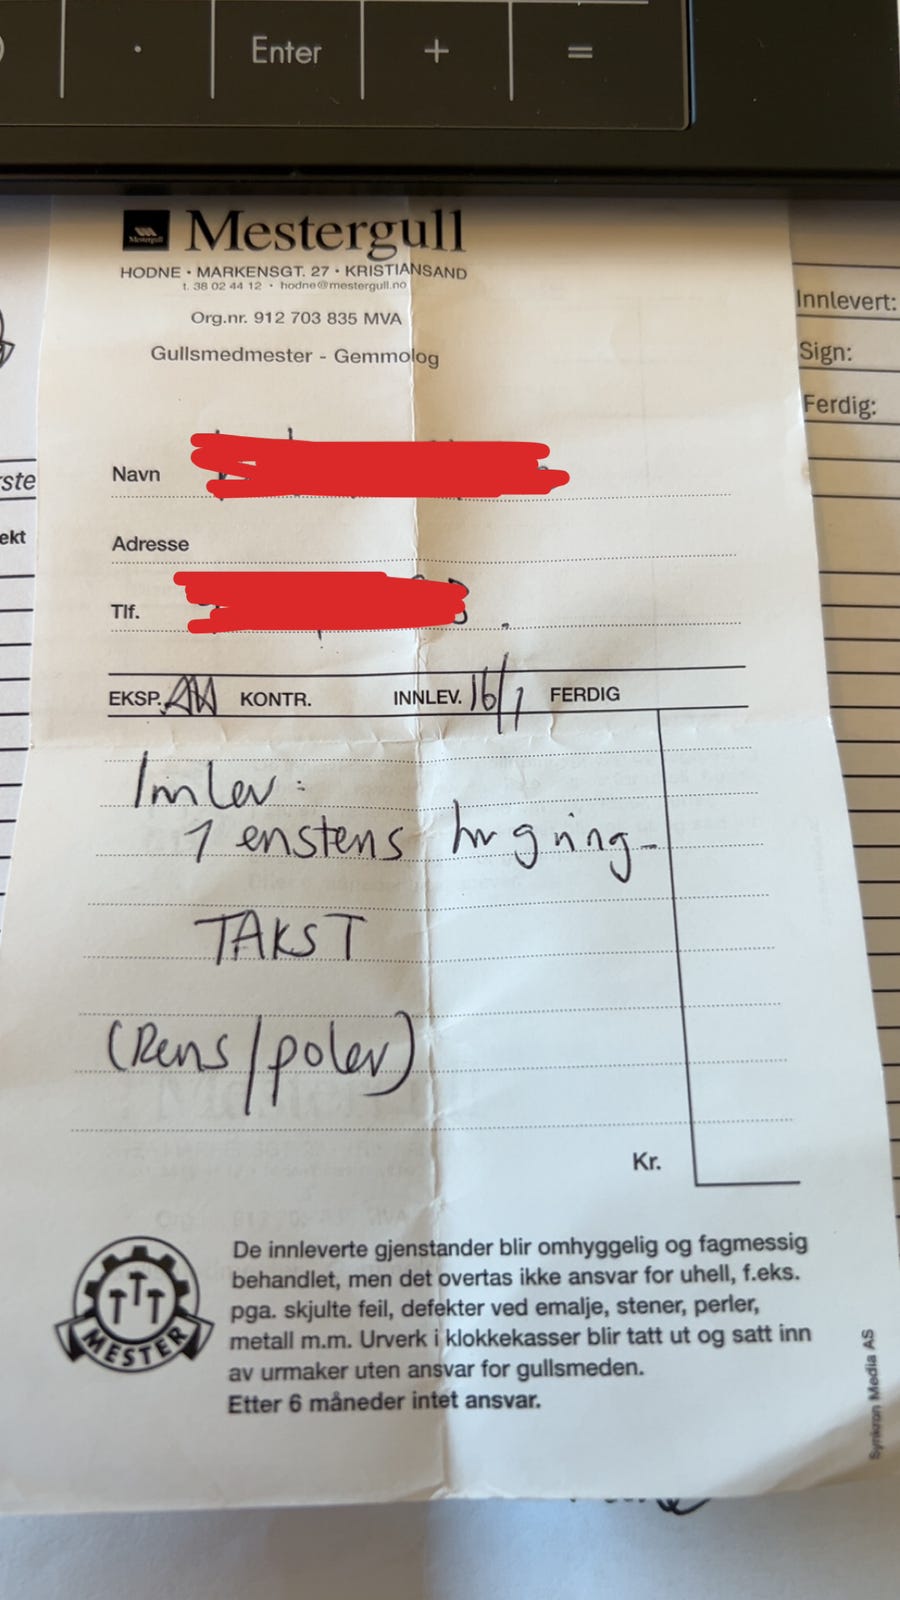 Enter + =
Mestergull
Mestergull
HODNE • MARKENSGT. 27 • KRISTIANSAND
t. 38 02 44 12 • hodne@mestergull.no
Org.nr. 912 703 835 MVA
Gullsmedmester - Gemmolog
Innlevert:
Sign:
Ferdig:
Navn
Adresse
Tlf.
EKSP. KONTR. INNLEV. 16/1 FERDIG
Innlev:
1 enstens hv g ring
TAKST
(Rens/poler)
Kr.
MESTER
De innleverte gjenstander blir omhyggelig og fagmessig
behandlet, men det overtas ikke ansvar for uhell, f.eks.
pga. skjulte feil, defekter ved emalje, stener, perler,
metall m.m. Urverk i klokkekasser blir tatt ut og satt inn
av urmaker uten ansvar for gullsmeden.
Etter 6 måneder intet ansvar.
Synkron Media AS